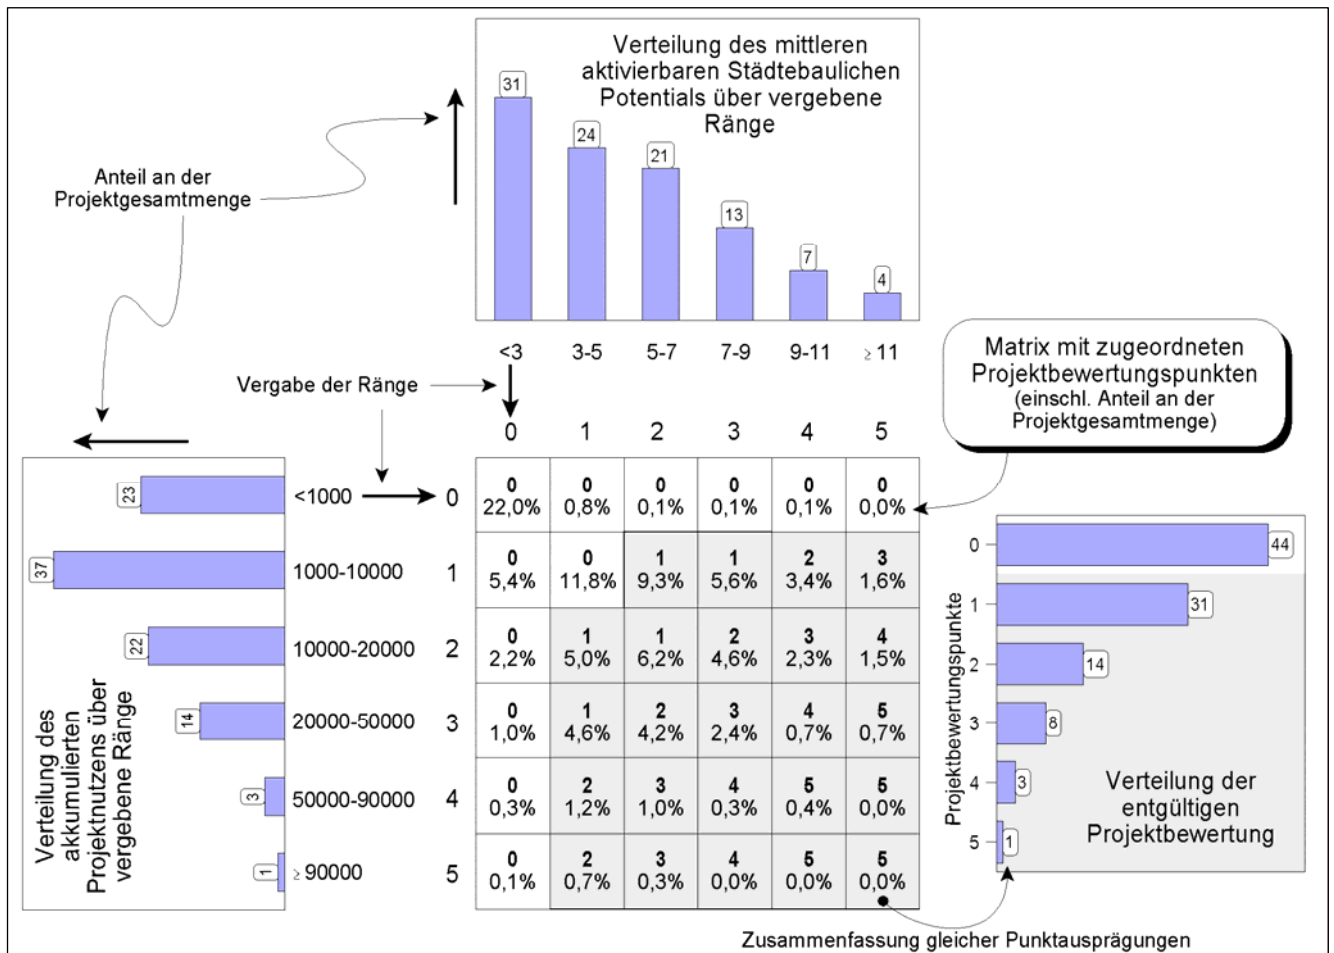 Verteilung des mittleren
aktivierbaren Städtebaulichen
Potentials über vergebene
Ränge
31
24
21
13
7
4
<3 3-5 5-7 7-9 9-11 ≥ 11
Anteil an der
Projektgesamtmenge
Vergabe der Ränge
Matrix mit zugeordneten
Projektbewertungspunkten
(einschl. Anteil an der
Projektgesamtmenge)
0 1 2 3 4 5
23 <1000 0
37 1000-10000 1
22 10000-20000 2
14 20000-50000 3
3 50000-90000 4
1 ≥ 90000 5
Verteilung des
akkumulierten
Projektnutzens über
vergebene Ränge
0 0 0 0 0 0
22,0% 0,8% 0,1% 0,1% 0,1% 0,0%
0 0 1 1 2 3
5,4% 11,8% 9,3% 5,6% 3,4% 1,6%
0 1 1 2 3 4
2,2% 5,0% 6,2% 4,6% 2,3% 1,5%
0 1 2 3 4 5
1,0% 4,6% 4,2% 2,4% 0,7% 0,7%
0 2 3 4 5 5
0,3% 1,2% 1,0% 0,3% 0,4% 0,0%
0 2 3 4 5 5
0,1% 0,7% 0,3% 0,0% 0,0% 0,0%
Projektbewertungspunkte
0 44
1 31
2 14
3 8
4 3
5 1
Verteilung der
entgültigen
Projektbewertung
Zusammenfassung gleicher Punktausprägungen